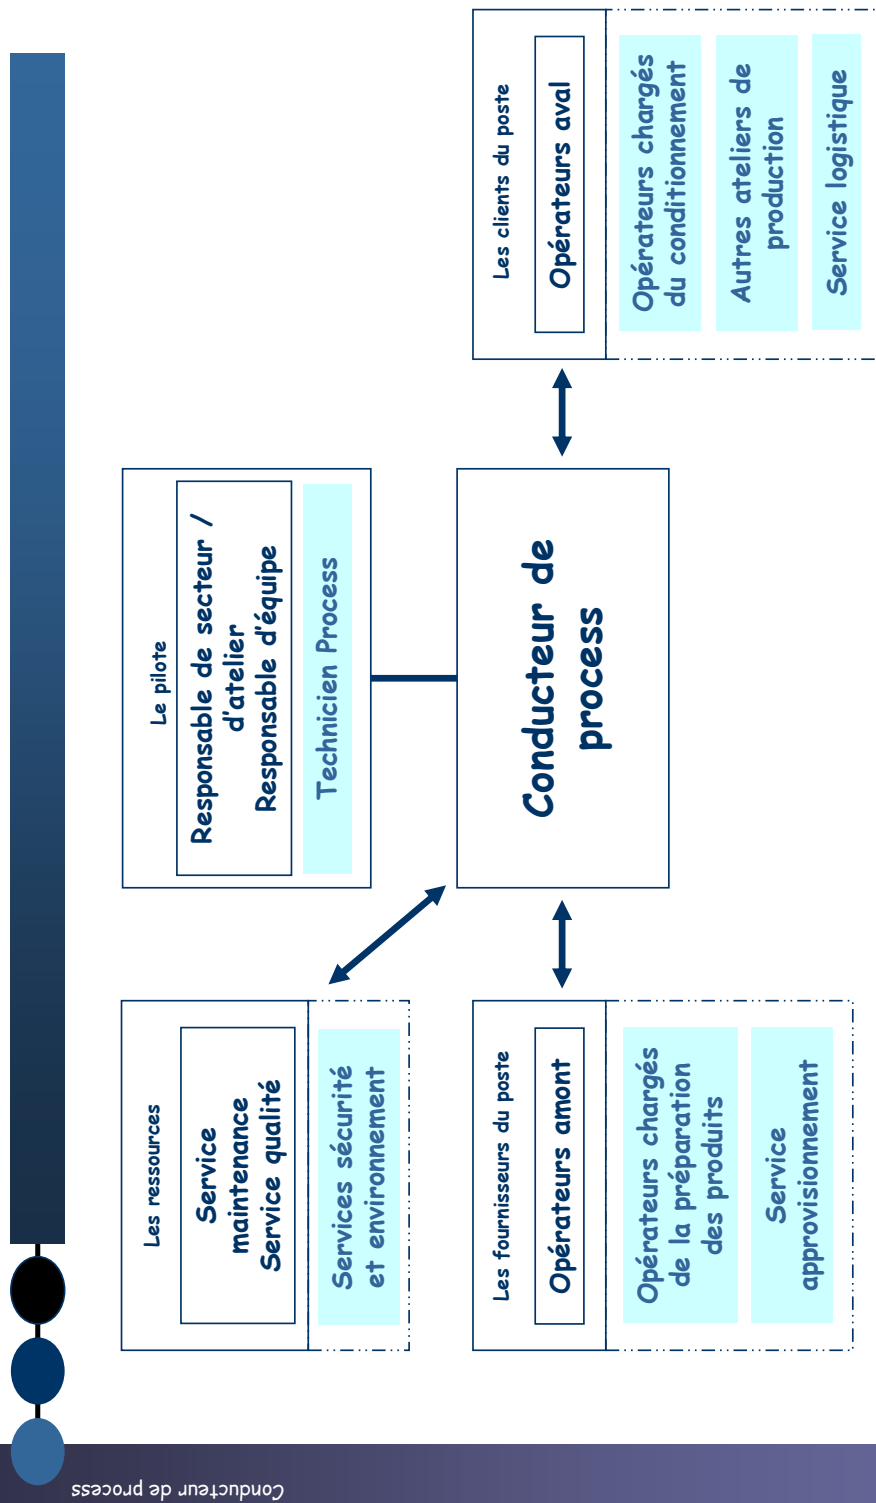 Le pilote
Responsable de secteur /
d'atelier
Responsable d'équipe
Technicien Process
Les ressources
Service
maintenance
Service qualité
Services sécurité
et environnement
Conducteur de
process
Les fournisseurs du poste
Opérateurs amont
Opérateurs chargés
de la préparation
des produits
Service
approvisionnement
Les clients du poste
Opérateurs aval
Opérateurs chargés
du conditionnement
Autres ateliers de
production
Service logistique
Conducteur de process